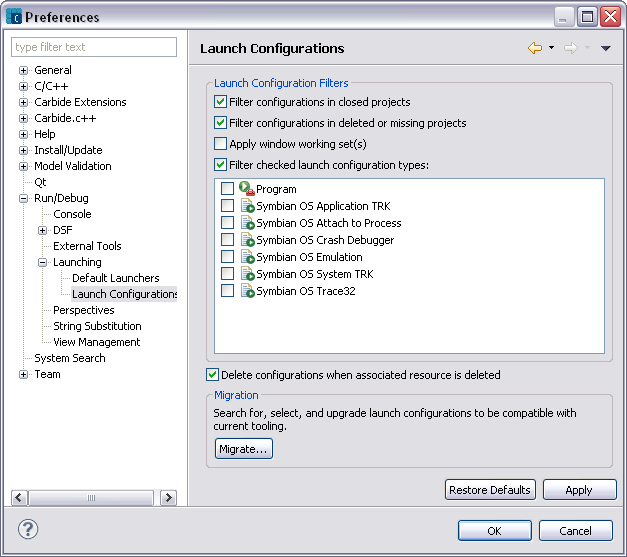 Preferences
type filter text
General
C/C++
Carbide Extensions
Carbide.c++
Help
Install/Update
Model Validation
Qt
Run/Debug
Console
DSF
External Tools
Launching
Default Launchers
Launch Configurations
Perspectives
String Substitution
View Management
System Search
Team
Launch Configurations
Launch Configuration Filters
Filter configurations in closed projects
Filter configurations in deleted or missing projects
Apply window working set(s)
Filter checked launch configuration types:
Program
Symbian OS Application TRK
Symbian OS Attach to Process
Symbian OS Crash Debugger
Symbian OS Emulation
Symbian OS System TRK
Symbian OS Trace32
Delete configurations when associated resource is deleted
Migration
Search for, select, and upgrade launch configurations to be compatible with
current tooling.
Migrate...
Restore Defaults
Apply
OK
Cancel